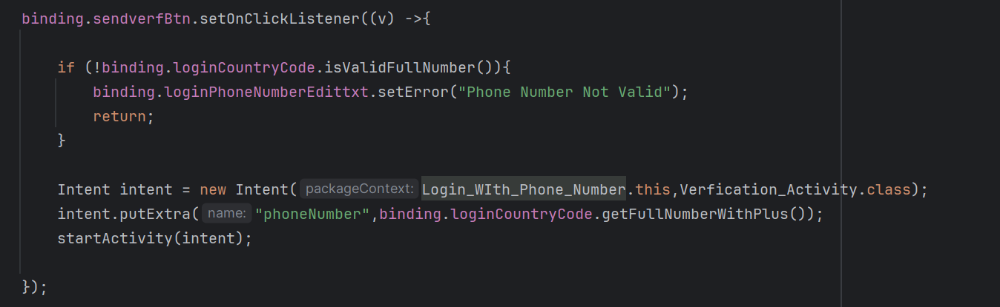 binding.sendverfBtn.setOnClickListener((v) ->{
if (!binding.loginCountryCode.isValidFullNumber()){
binding.loginPhoneNumberEdittxt.setError("Phone Number Not Valid");
return;
}
Intent intent = new Intent( packageContext: Login_WIth_Phone_Number.this,Verfication_Activity.class);
intent.putExtra( name: "phoneNumber",binding.loginCountryCode.getFullNumberWithPlus());
startActivity(intent);
});